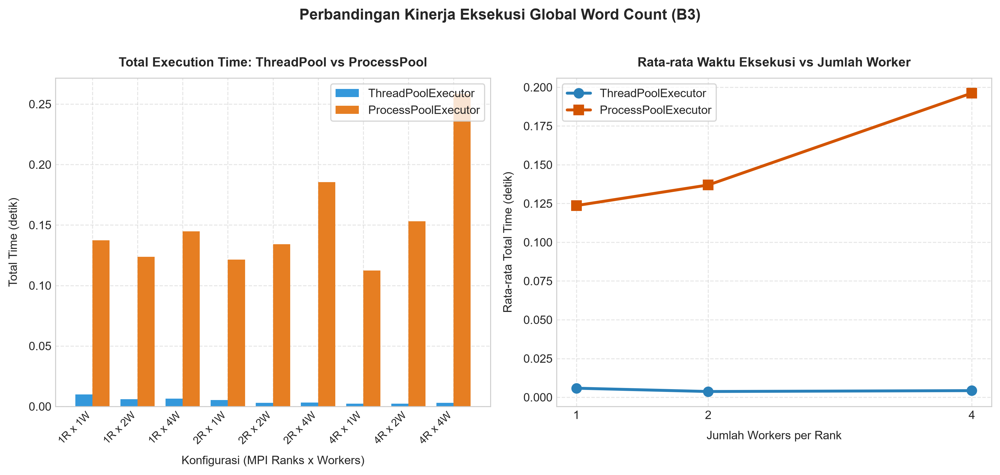 Perbandingan Kinerja Eksekusi Global Word Count (B3)
Total Execution Time: ThreadPool vs ProcessPool
ThreadPoolExecutor
ProcessPoolExecutor
Total Time (detik)
0.25
0.20
0.15
0.10
0.05
0.00
1R x 1W
1R x 2W
1R x 4W
2R x 1W
2R x 2W
2R x 4W
4R x 1W
4R x 2W
4R x 4W
Konfigurasi (MPI Ranks x Workers)
Rata-rata Waktu Eksekusi vs Jumlah Worker
ThreadPoolExecutor
ProcessPoolExecutor
Rata-rata Total Time (detik)
0.200
0.175
0.150
0.125
0.100
0.075
0.050
0.025
0.000
1
2
4
Jumlah Workers per Rank